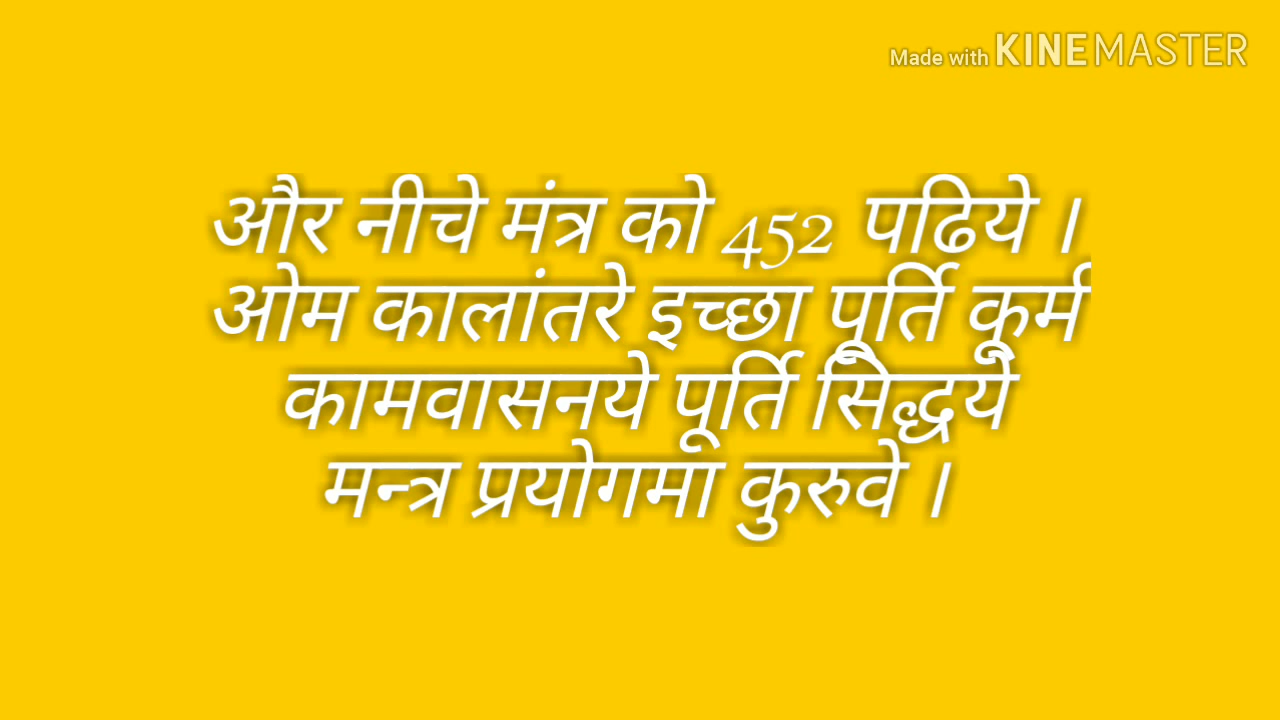 Made with KINEMASTER
और नीचे मंत्र को 452 पढिये ।
ओम कालांतरे इच्छा पूर्ति कूर्म
कामवासनये पूर्ति सिद्धये
मन्त्र प्रयोगमा कुरुवे ।